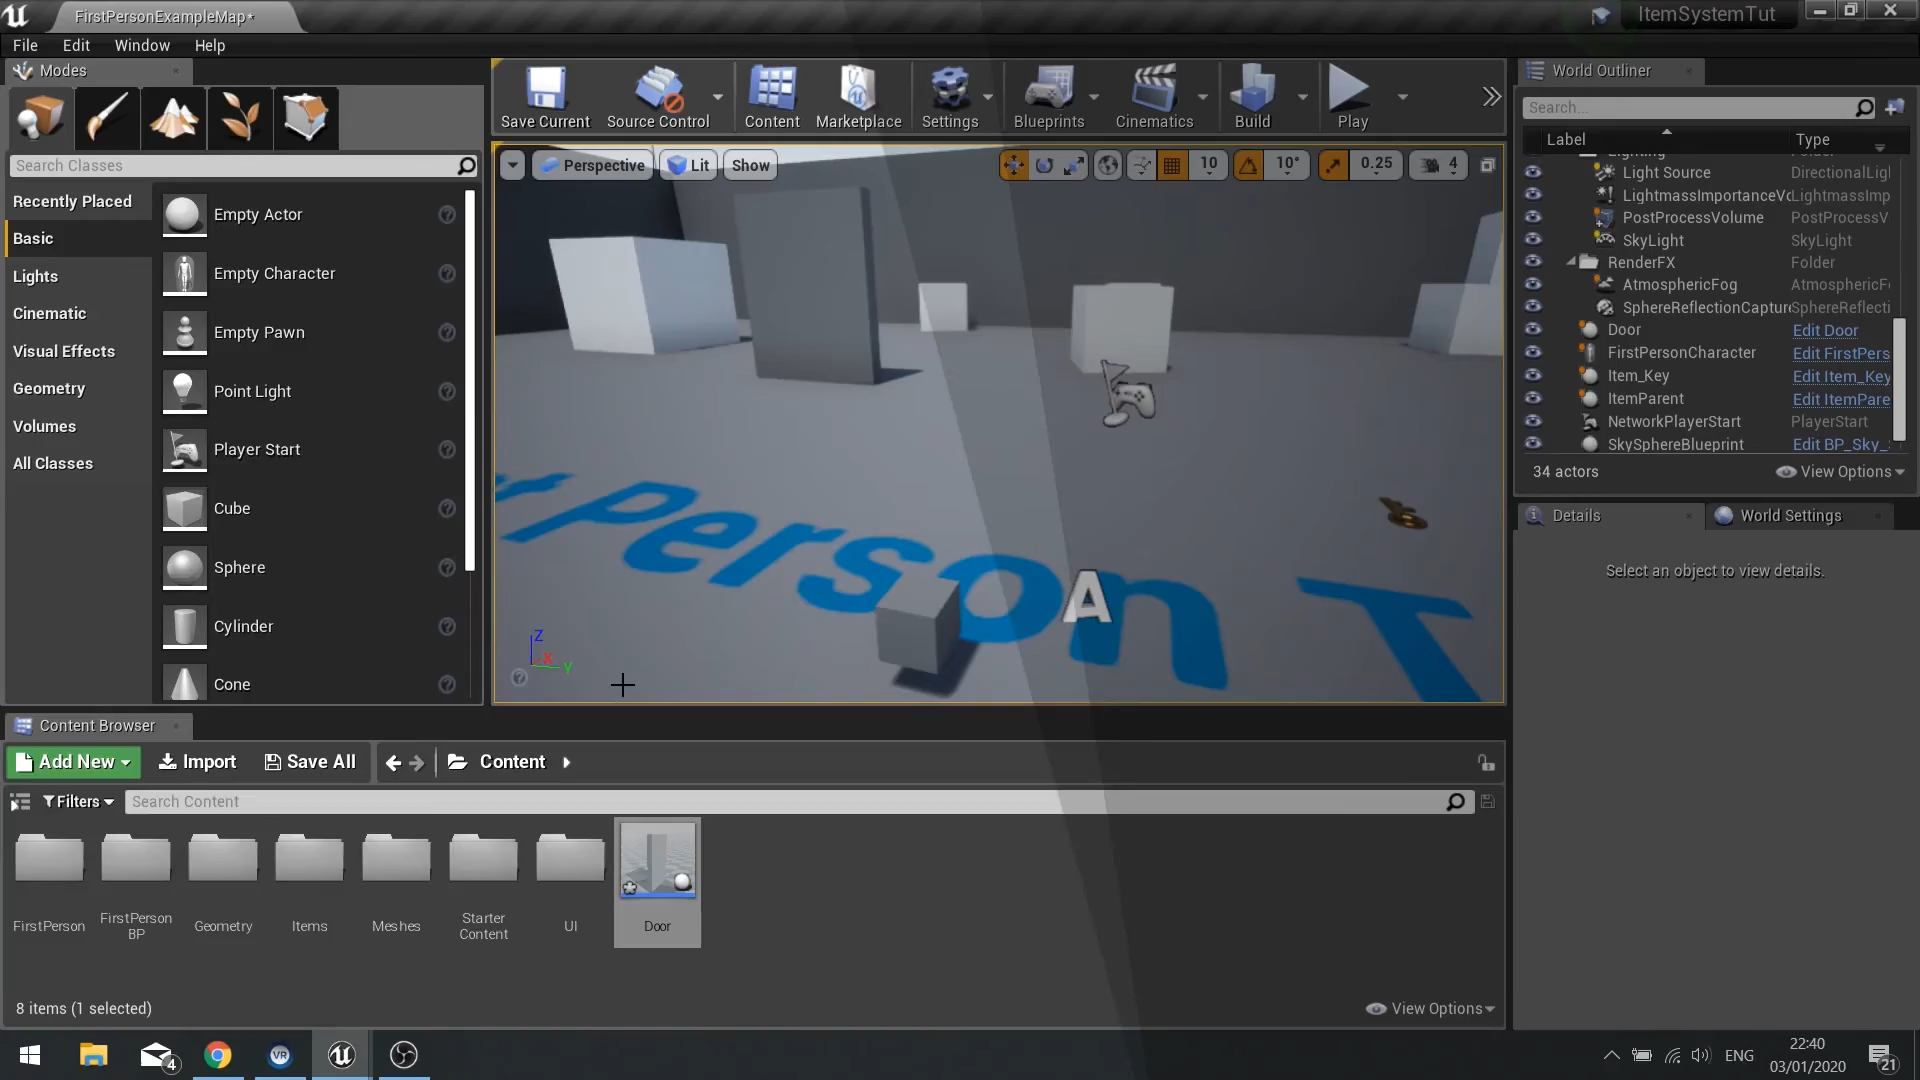 FirstPersonExampleMap*
ItemSystemTut
File Edit Window Help
Modes
Save Current
Source Control
Content
Marketplace
Settings
Blueprints
Cinematics
Build
Play
Search Classes
Recently Placed
Basic
Lights
Cinematic
Visual Effects
Geometry
Volumes
All Classes
Empty Actor
Empty Character
Empty Pawn
Point Light
Player Start
Cube
Sphere
Cylinder
Cone
Perspective
Lit
Show
10
10°
0.25
4
Person T
A
Z
X
Y
World Outliner
Search...
Label
Type
Lighting Folder
Light Source DirectionalLigl
LightmassImportanceVo LightmassImp
PostProcessVolume PostProcessV
SkyLight SkyLight
RenderFX Folder
AtmosphericFog AtmosphericF
SphereReflectionCapture SphereReflecti
Door Edit Door
FirstPersonCharacter Edit FirstPers
Item_Key Edit Item_Key
ItemParent Edit ItemPare
NetworkPlayerStart PlayerStart
SkySphereBlueprint Edit BP_Sky_
34 actors
View Options
Details
World Settings
Select an object to view details.
Content Browser
Add New
Import
Save All
Content
Filters
Search Content
FirstPerson
FirstPerson
BP
Geometry
Items
Meshes
Starter
Content
UI
Door
8 items (1 selected)
View Options
4
VR
ENG
22:40
03/01/2020
21